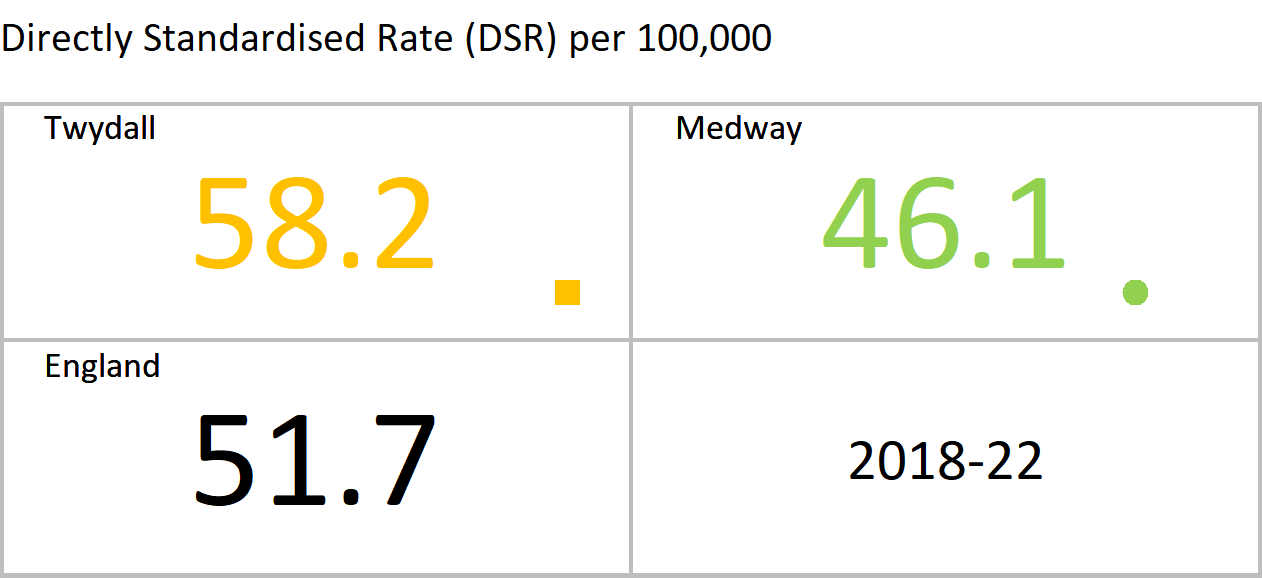 Directly Standardised Rate (DSR) per 100,000
Twydall
58.2
Medway
46.1
England
51.7
2018-22